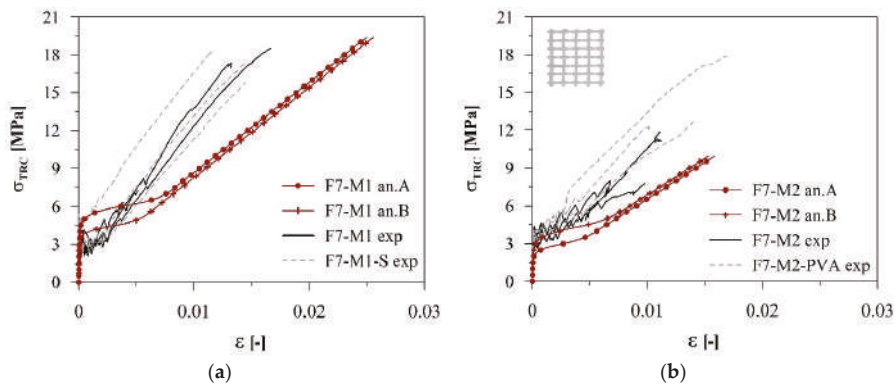 21
18
15
12
9
6
3
0
σTRC [MPa]
F7-M1 an.A
F7-M1 an.B
F7-M1 exp
F7-M1-S exp
0
0.01
0.02
0.03
ε [-]
(a)
21
18
15
12
9
6
3
0
σTRC [MPa]
F7-M2 an.A
F7-M2 an.B
F7-M2 exp
F7-M2-PVA exp
0
0.01
0.02
0.03
ε [-]
(b)